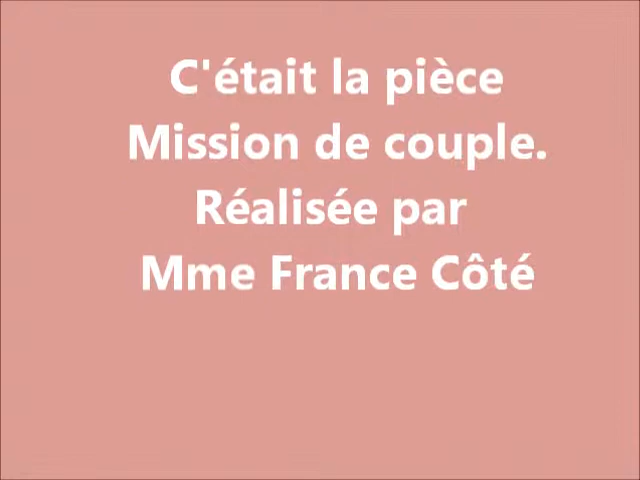 C'était la pièce
Mission de couple.
Réalisée par
Mme France Côté